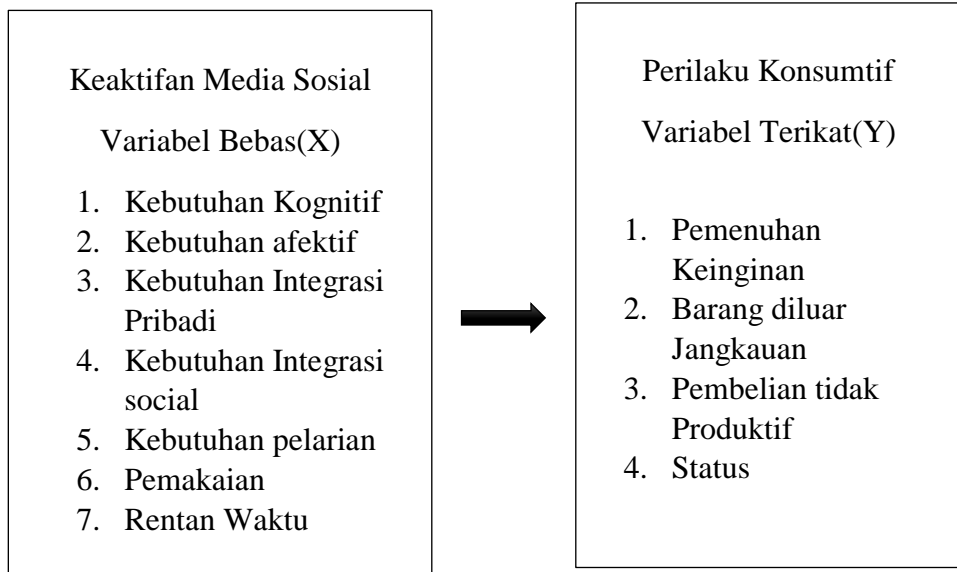 Keaktifan Media Sosial
Variabel Bebas(X)
1. Kebutuhan Kognitif
2. Kebutuhan afektif
3. Kebutuhan Integrasi
Pribadi
4. Kebutuhan Integrasi
social
5. Kebutuhan pelarian
6. Pemakaian
7. Rentan Waktu
Perilaku Konsumtif
Variabel Terikat(Y)
1. Pemenuhan
Keinginan
2. Barang diluar
Jangkauan
3. Pembelian tidak
Produktif
4. Status